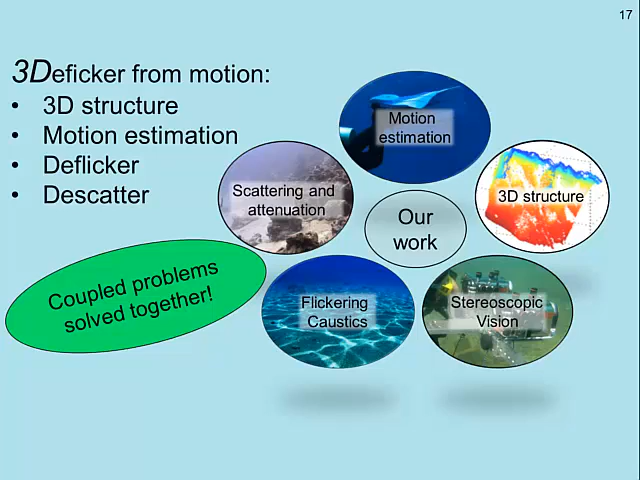 17
3Deficker from motion:
• 3D structure
• Motion estimation
• Deflicker
• Descatter
Motion
estimation
Scattering and
attenuation
3D structure
Our
work
Coupled problems
solved together!
Flickering
Caustics
Stereoscopic
Vision